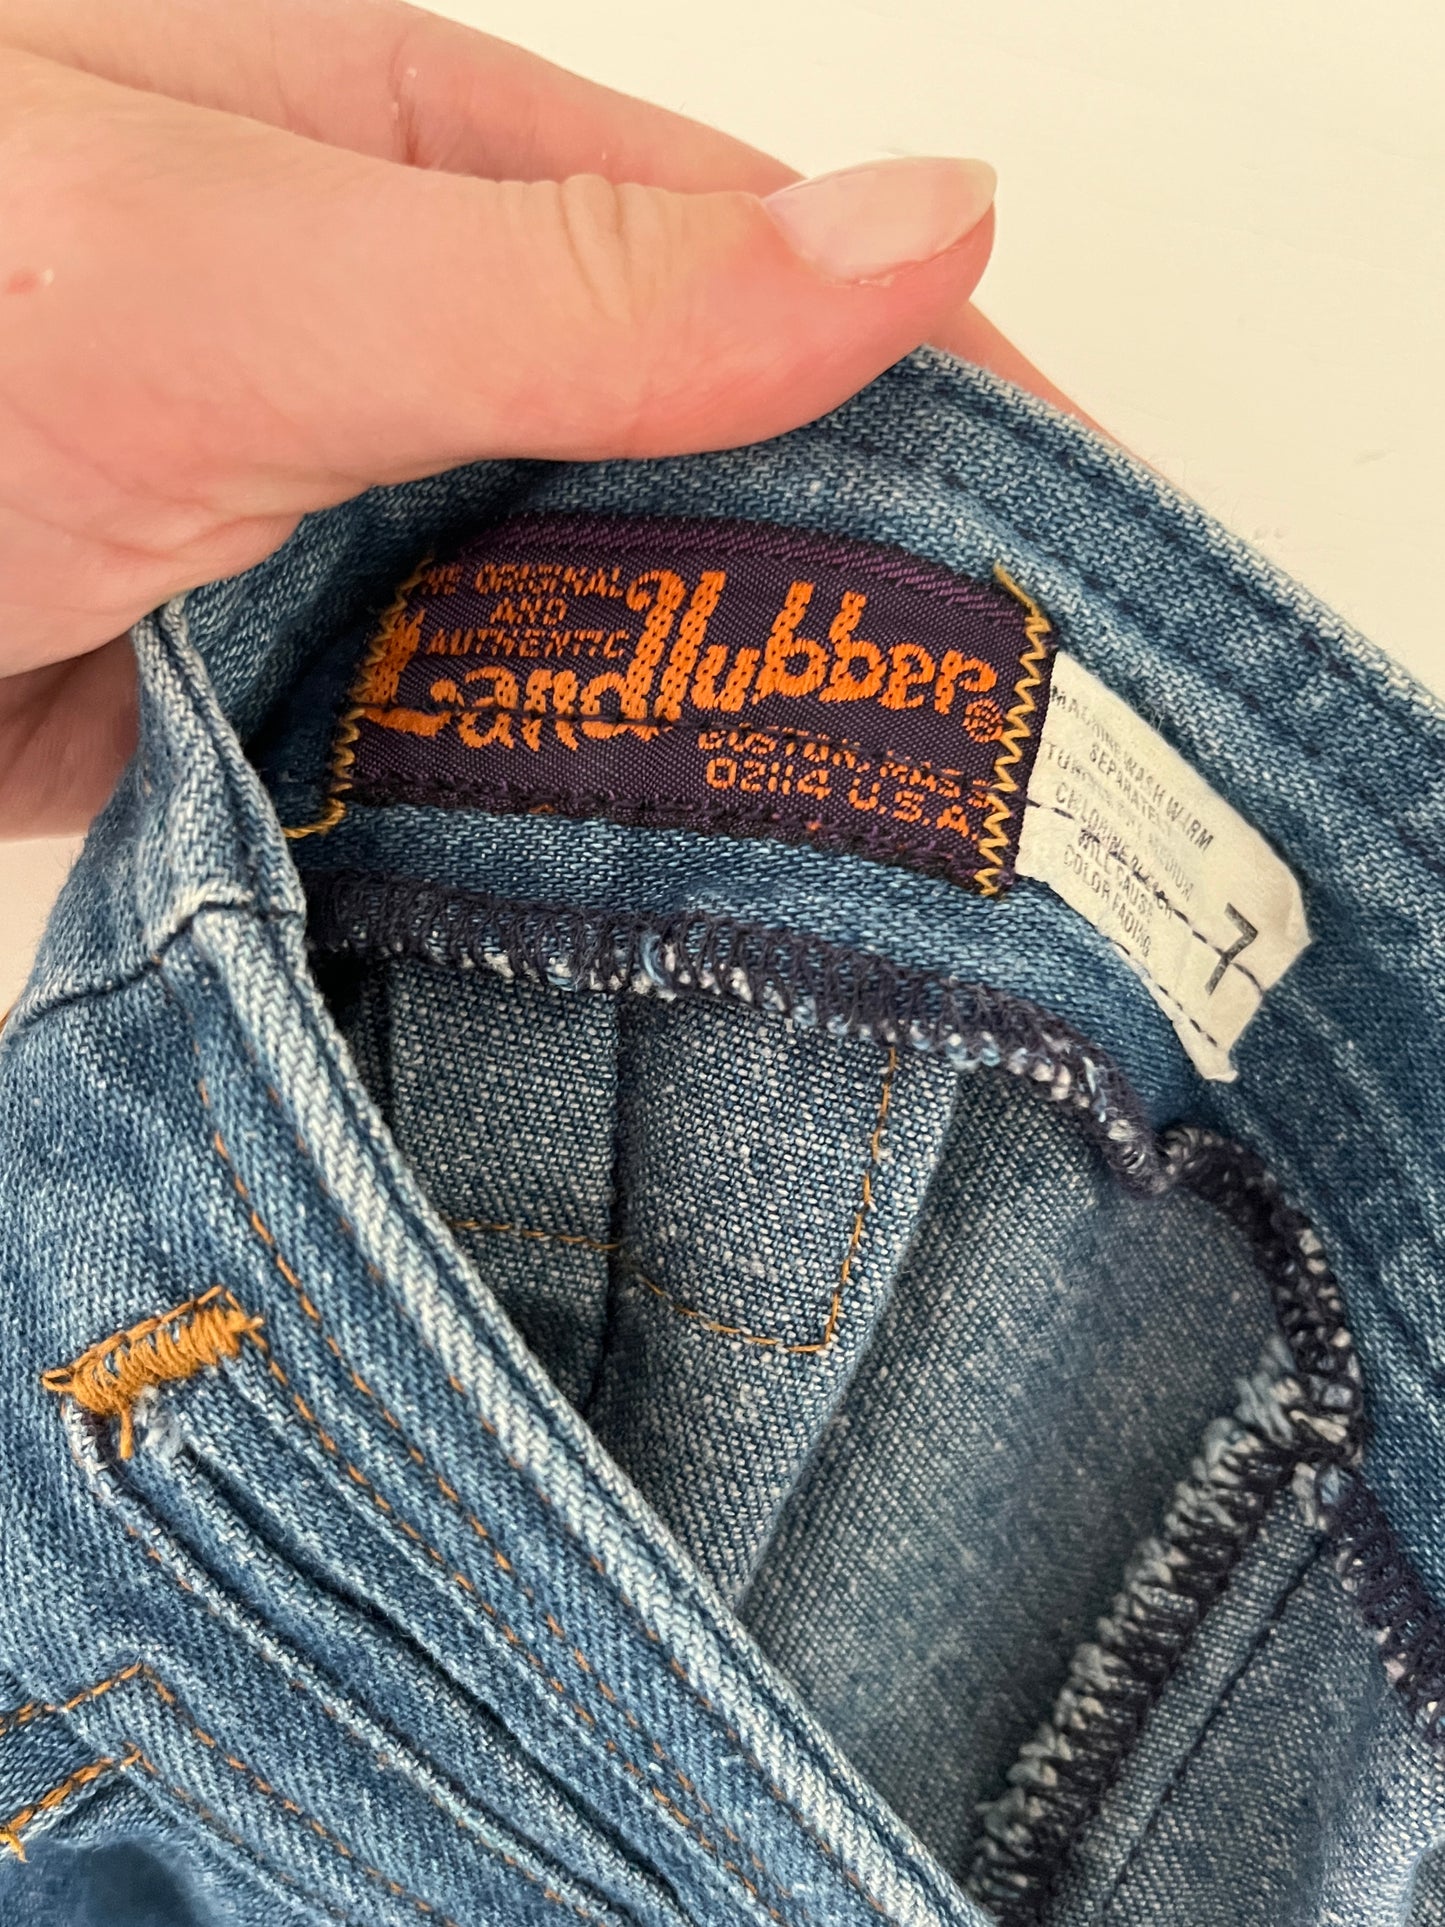 THE ORIGINAL
AND
AUTHENTIC
LandlUbber®
BOSTON, MASS
02114 U.S.A.
MACHINE WASH WARM
SEPARATELY
TUMBLE DRY MEDIUM
CHLORINE BLEACH
WILL CAUSE
COLOR FADING
7